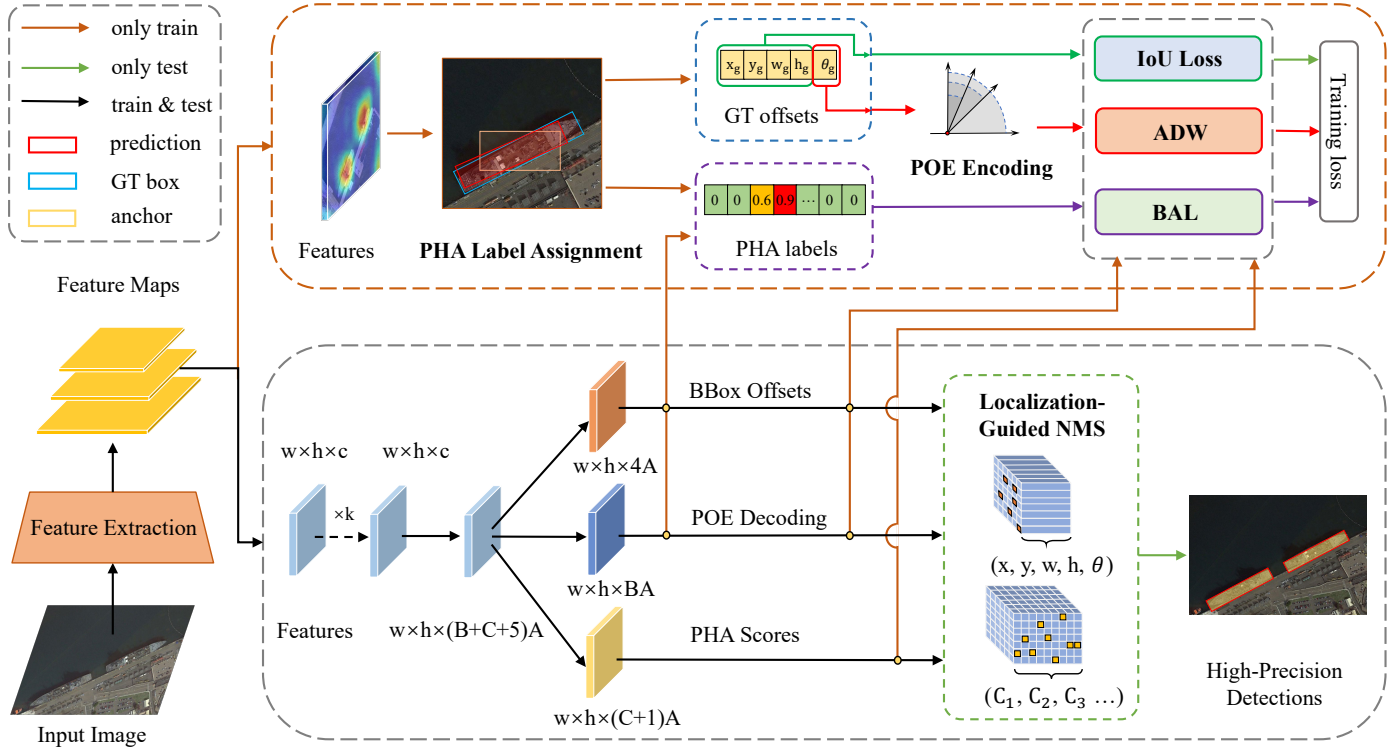 only train
only test
train & test
prediction
GT box
anchor
Feature Maps
Feature Extraction
Input Image
Features
PHA Label Assignment
x_g y_g w_g h_g θ_g
GT offsets
0 0 0.6 0.9 ··· 0 0
PHA labels
POE Encoding
IoU Loss
ADW
BAL
Training loss
w×h×c
w×h×c
×k
Features
w×h×(B+C+5)A
w×h×4A
w×h×BA
w×h×(C+1)A
BBox Offsets
POE Decoding
PHA Scores
Localization-
Guided NMS
(x, y, w, h, θ)
(C₁, C₂, C₃ ...)
High-Precision
Detections